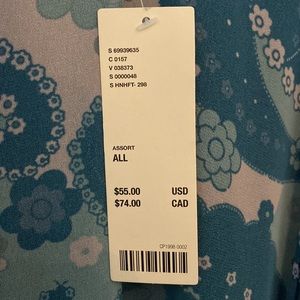 S 69939635
C 0157
V 038373
S 0000048
S HNHFT- 298
ASSORT
ALL
$55.00 USD
$74.00 CAD
CP1998 0002